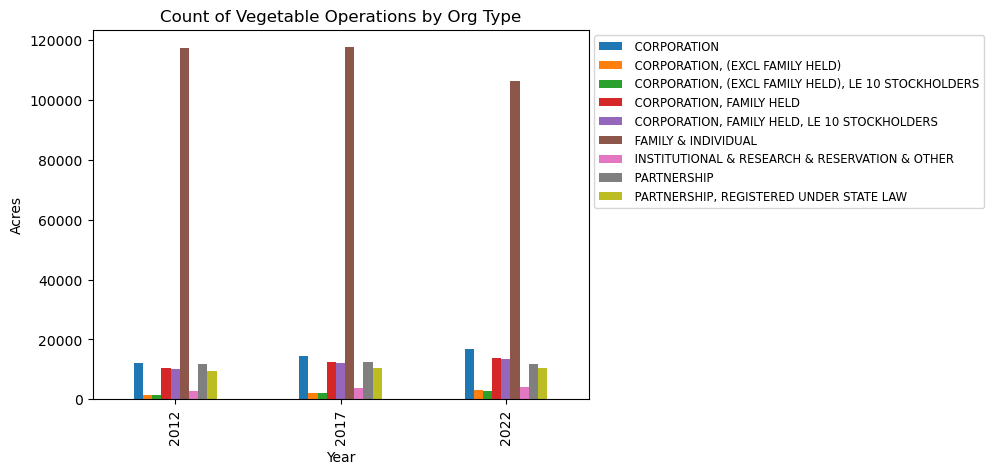 Count of Vegetable Operations by Org Type
120000
100000
80000
60000
40000
20000
0
Acres
2012
2017
2022
Year
CORPORATION
CORPORATION, (EXCL FAMILY HELD)
CORPORATION, (EXCL FAMILY HELD), LE 10 STOCKHOLDERS
CORPORATION, FAMILY HELD
CORPORATION, FAMILY HELD, LE 10 STOCKHOLDERS
FAMILY & INDIVIDUAL
INSTITUTIONAL & RESEARCH & RESERVATION & OTHER
PARTNERSHIP
PARTNERSHIP, REGISTERED UNDER STATE LAW